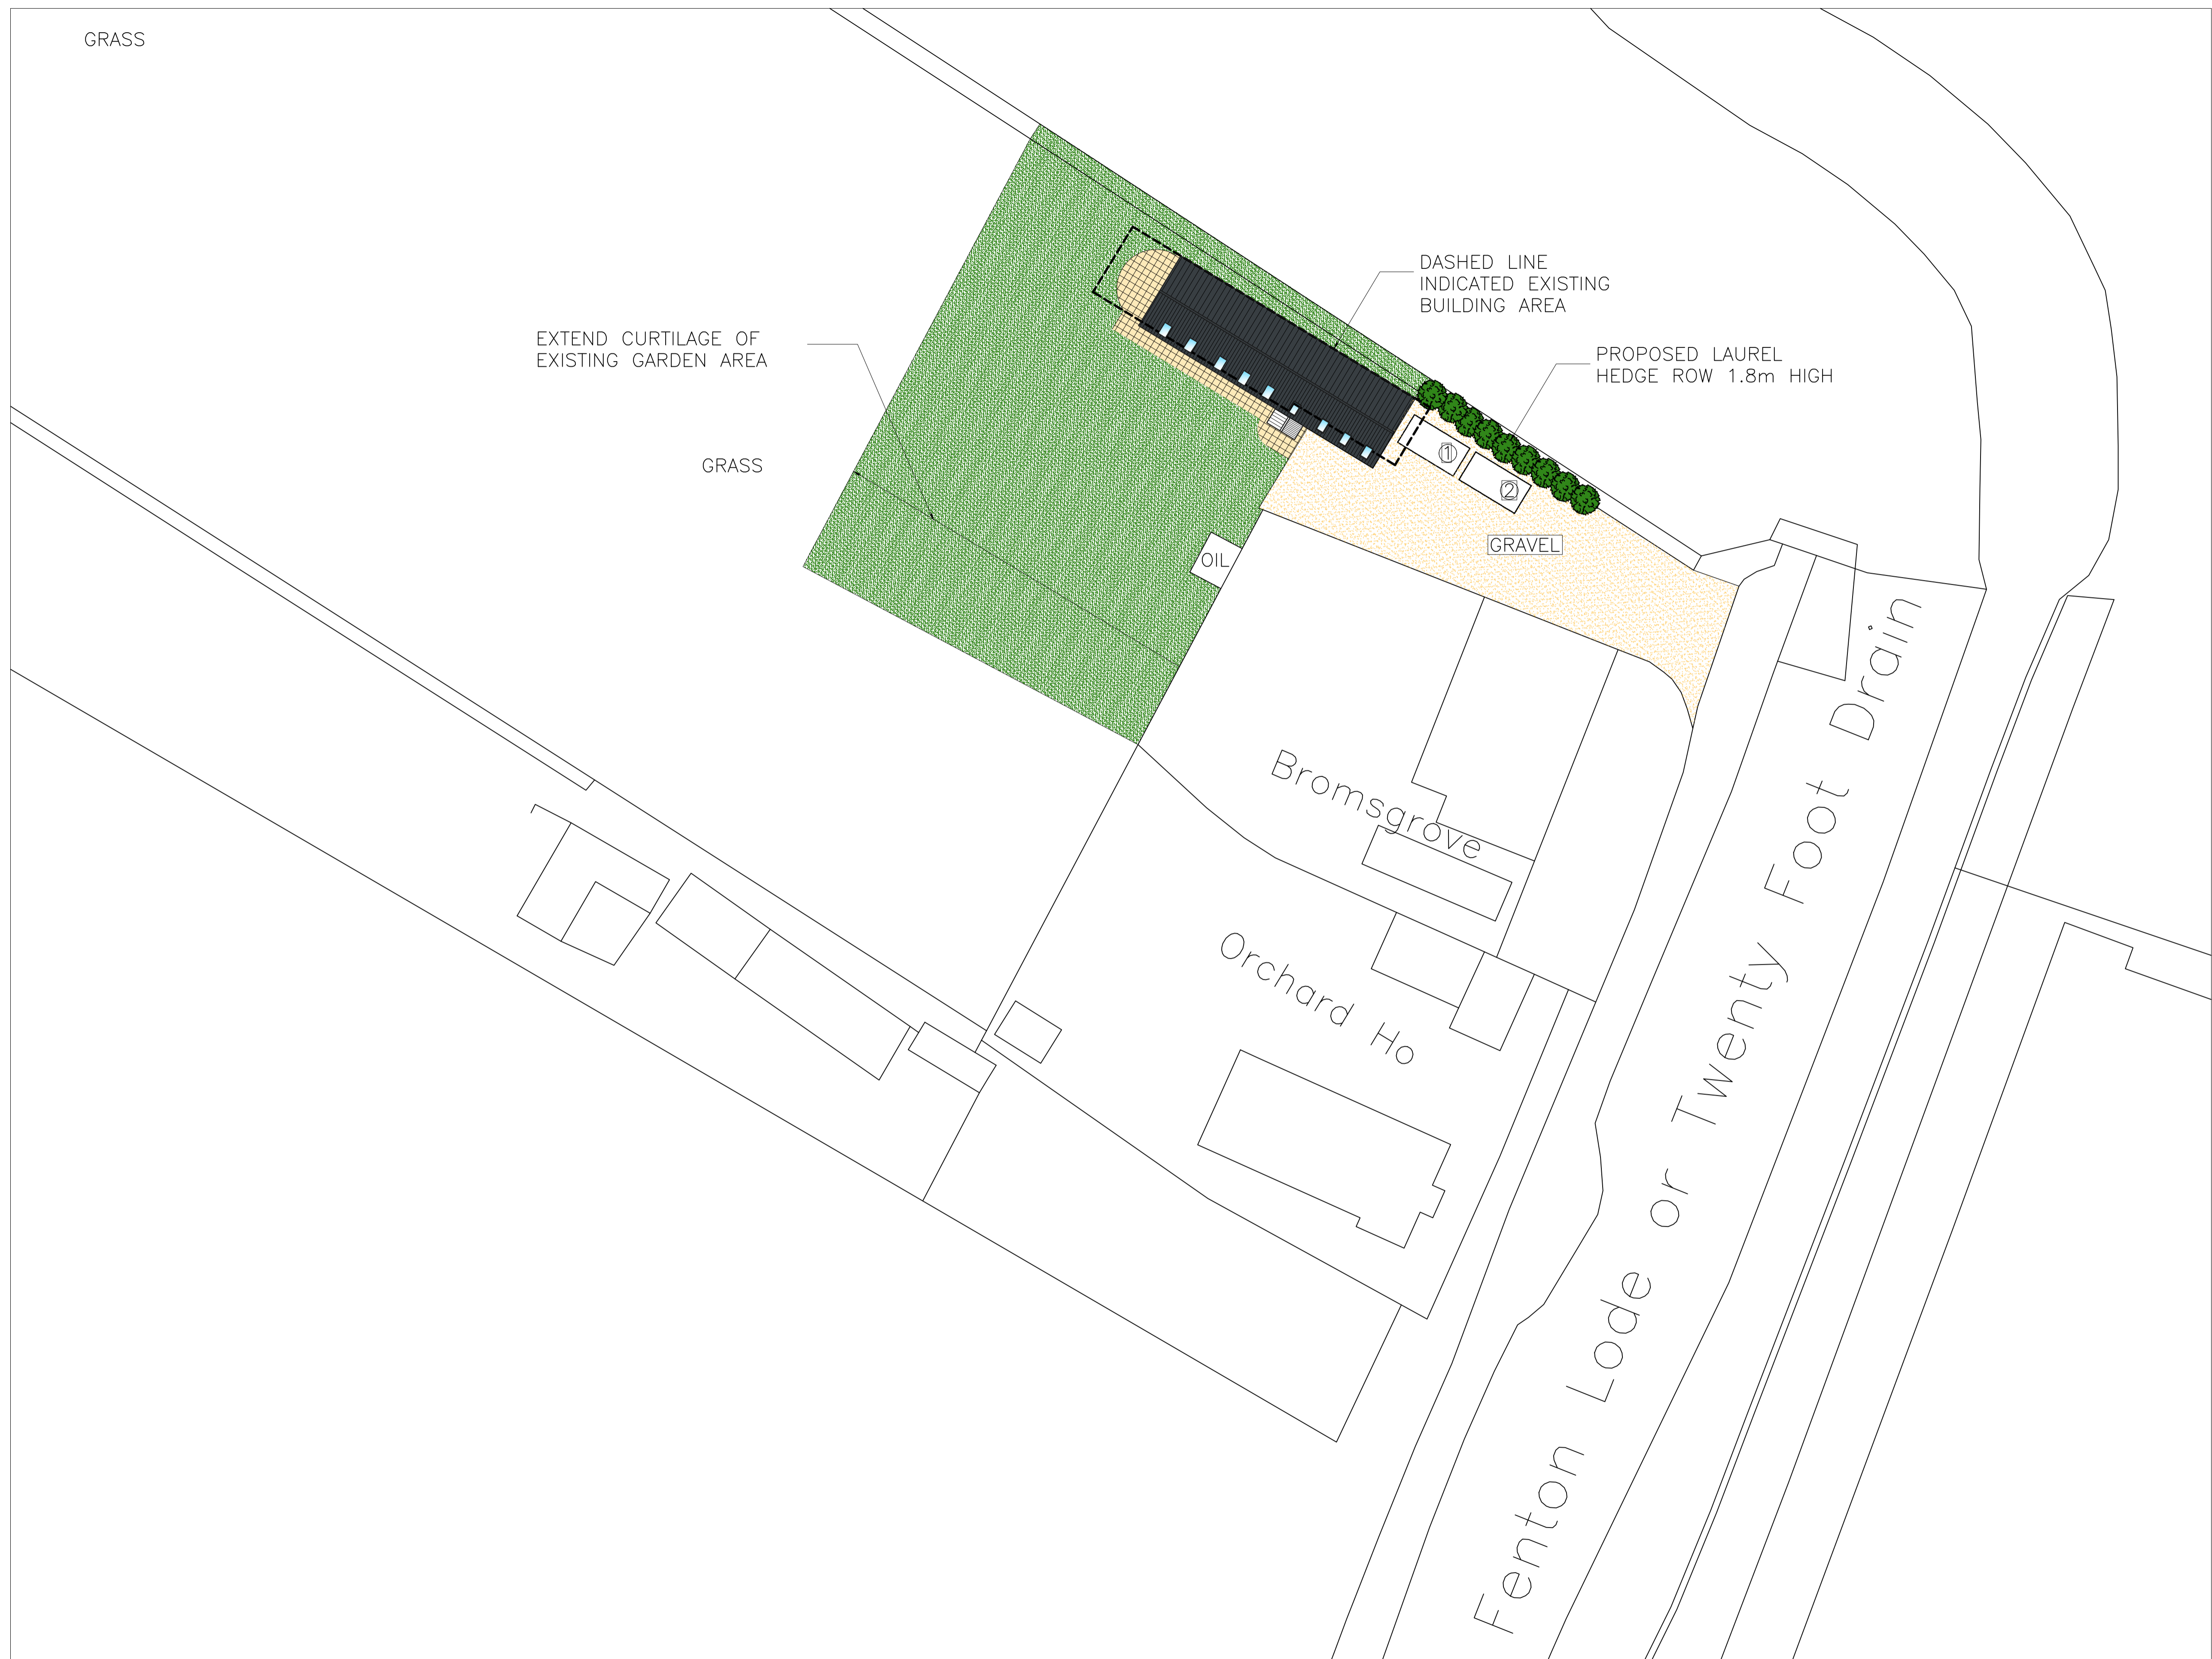 GRASS
DASHED LINE
INDICATED EXISTING
BUILDING AREA
EXTEND CURTILAGE OF
EXISTING GARDEN AREA
PROPOSED LAUREL
HEDGE ROW 1.8m HIGH
GRASS
1
2
GRAVEL
OIL
Bromsgrove
Orchard Ho
Fenton Lode or Twenty Foot Drain